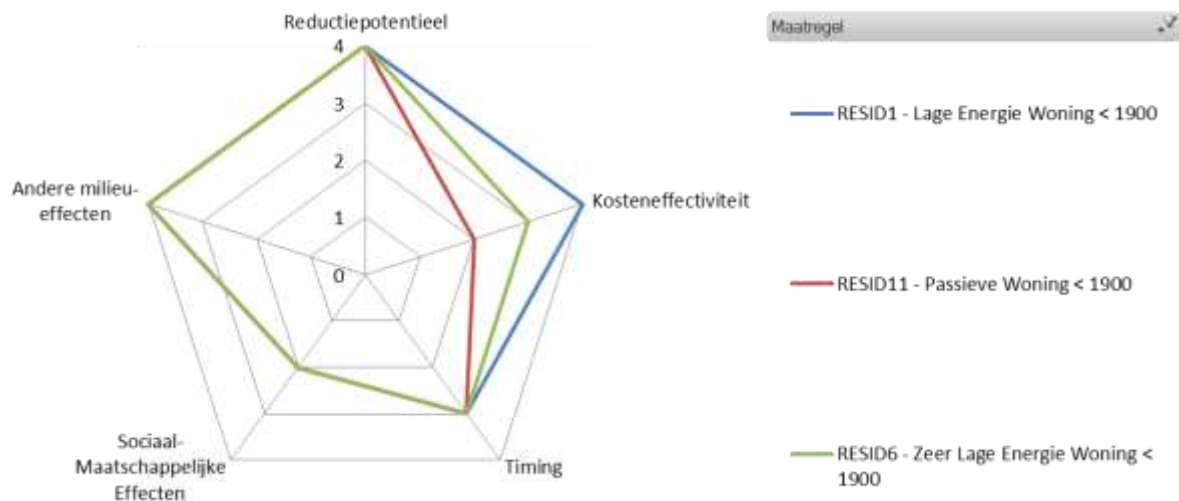 Reductiepotentieel
4
3
2
1
0
Kosteneffectiviteit
Timing
Sociaal-
Maatschappelijke
Effecten
Andere milieu-
effecten
Maatregel
RESID1 - Lage Energie Woning < 1900
RESID11 - Passieve Woning < 1900
RESID6 - Zeer Lage Energie Woning <
1900